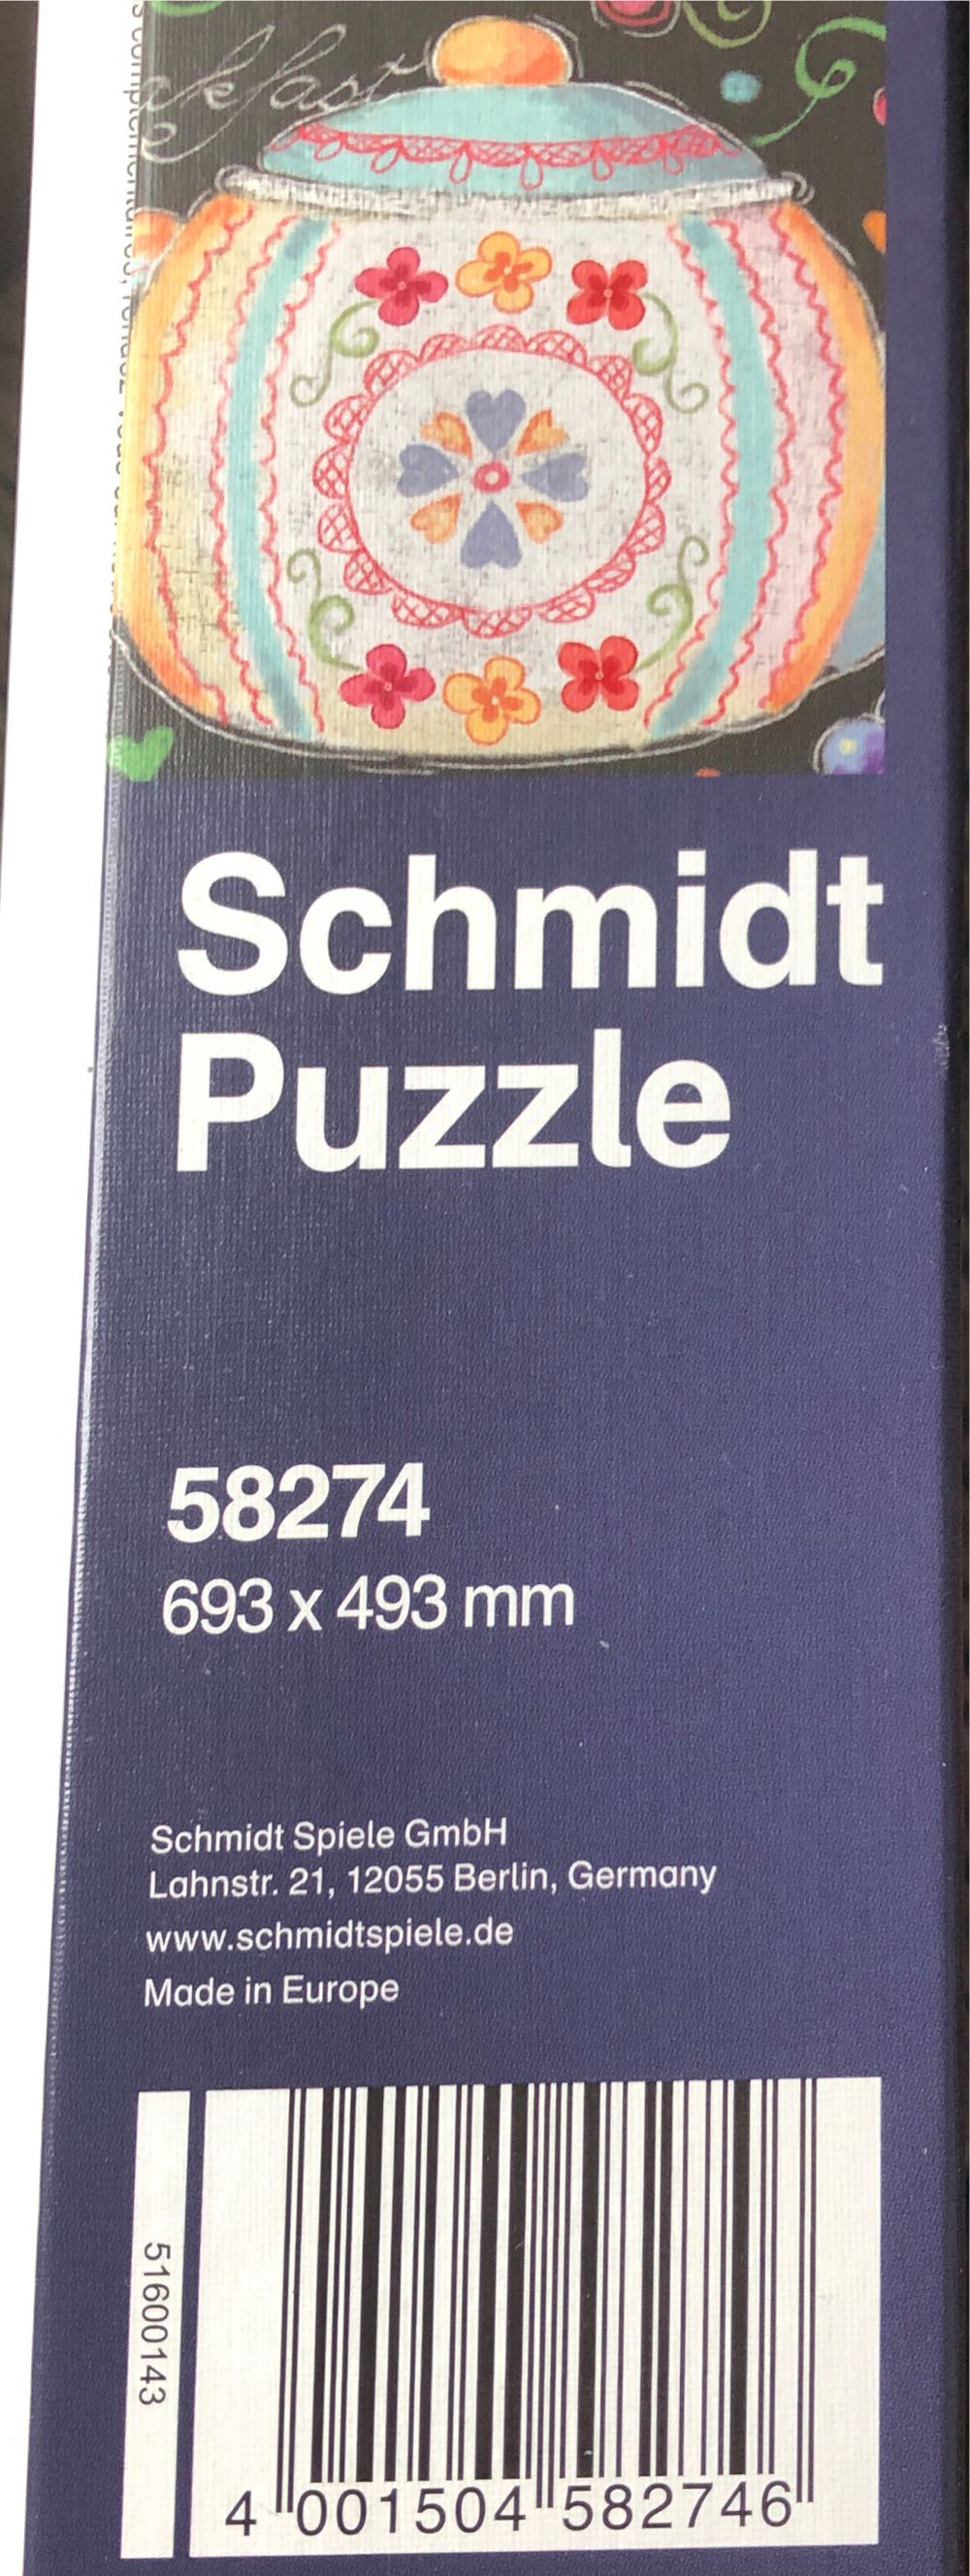 Schmidt
Puzzle
58274
693 x 493 mm
Schmidt Spiele GmbH
Lahnstr. 21, 12055 Berlin, Germany
www.schmidtspiele.de
Made in Europe
51600143
4 001504 582746